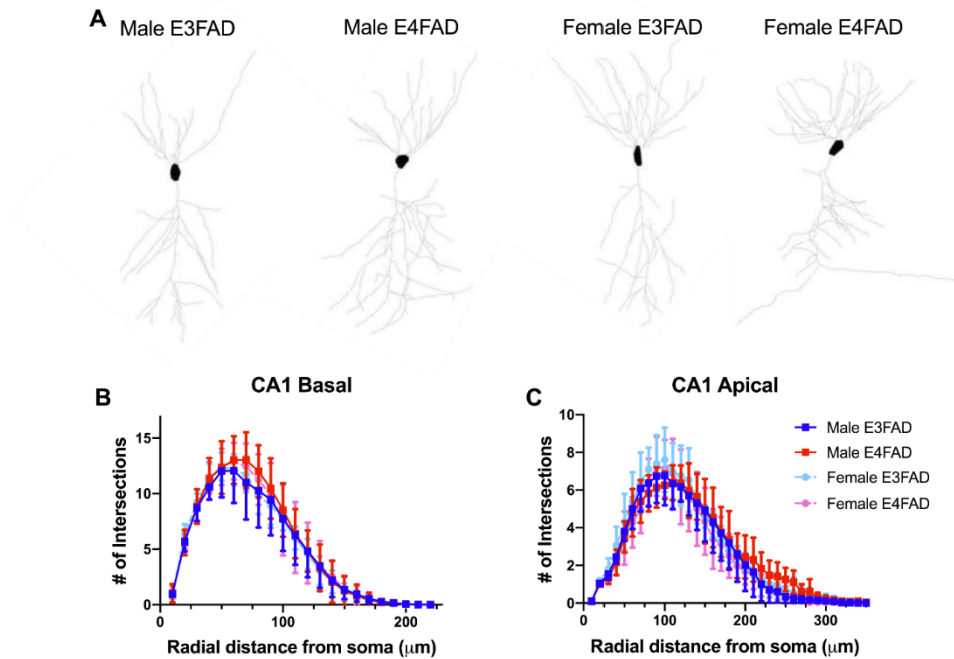 A
Male E3FAD
Male E4FAD
Female E3FAD
Female E4FAD
B
CA1 Basal
# of Intersections
15
10
5
0
0
100
200
Radial distance from soma (μm)
C
CA1 Apical
# of Intersections
10
8
6
4
2
0
0
100
200
300
Radial distance from soma (μm)
Male E3FAD
Male E4FAD
Female E3FAD
Female E4FAD